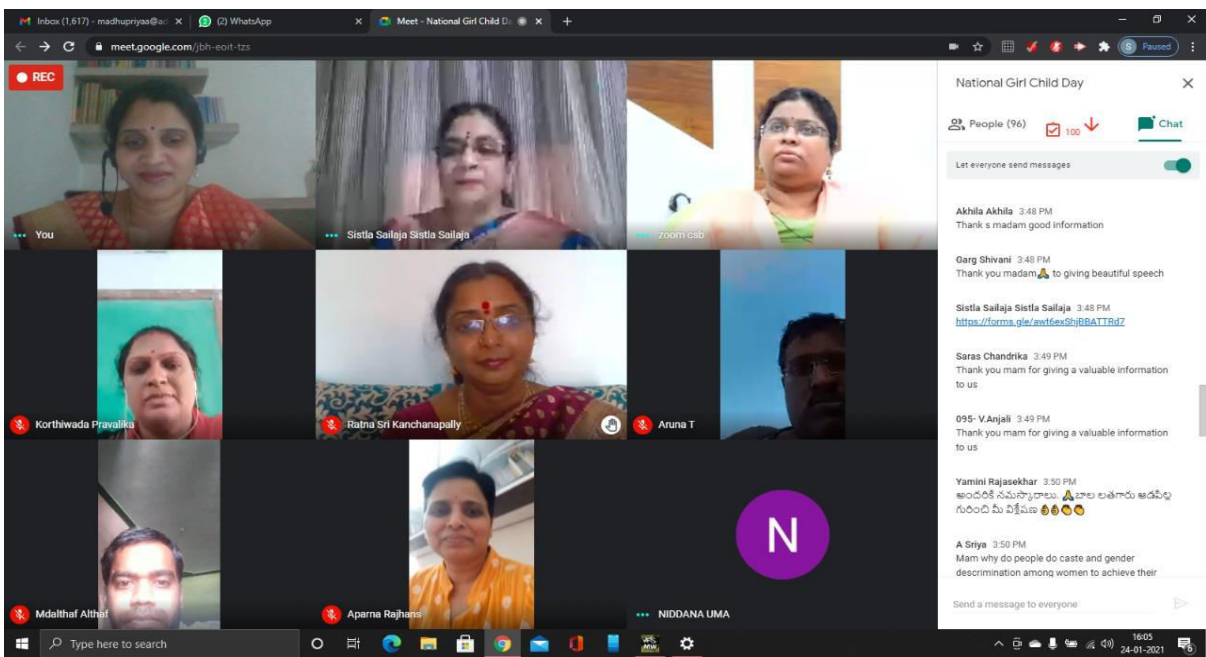 Inbox (1,617) - madhupriyaa@ad
(2) WhatsApp
Meet - National Girl Child Da
meet.google.com/jbh-eoit-tzs
S Paused
REC
You
Sistla Sailaja Sistla Sailaja
zoom csb
Korthiwada Pravalika
Ratna Sri Kanchanapally
Aruna T
Mdalthaf Althaf
Aparna Rajhans
N
NIDDANA UMA
National Girl Child Day
People (96)
100
Chat
Let everyone send messages
Akhila Akhila 3:48 PM
Thank s madam good information
Garg Shivani 3:48 PM
Thank you madam🙏 to giving beautiful speech
Sistla Sailaja Sistla Sailaja 3:48 PM
https://forms.gle/awt6exShjBBATTRd7
Saras Chandrika 3:49 PM
Thank you mam for giving a valuable information
to us
095- V.Anjali 3:49 PM
Thank you mam for giving a valuable information
to us
Yamini Rajasekhar 3:50 PM
అందరికీ నమస్కారాలు. 🙏బాల లతగారు ఆడపిల్ల
గురించి మీ విశ్లేషణ 👌👌👏👏
A Sriya 3:50 PM
Mam why do people do caste and gender
descrimination among women to achieve their
Send a message to everyone
Type here to search
16:05
24-01-2021